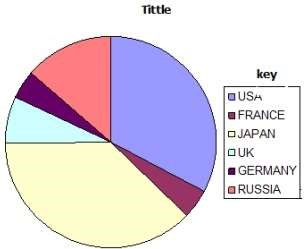 Tittle
key
USA
FRANCE
JAPAN
UK
GERMANY
RUSSIA